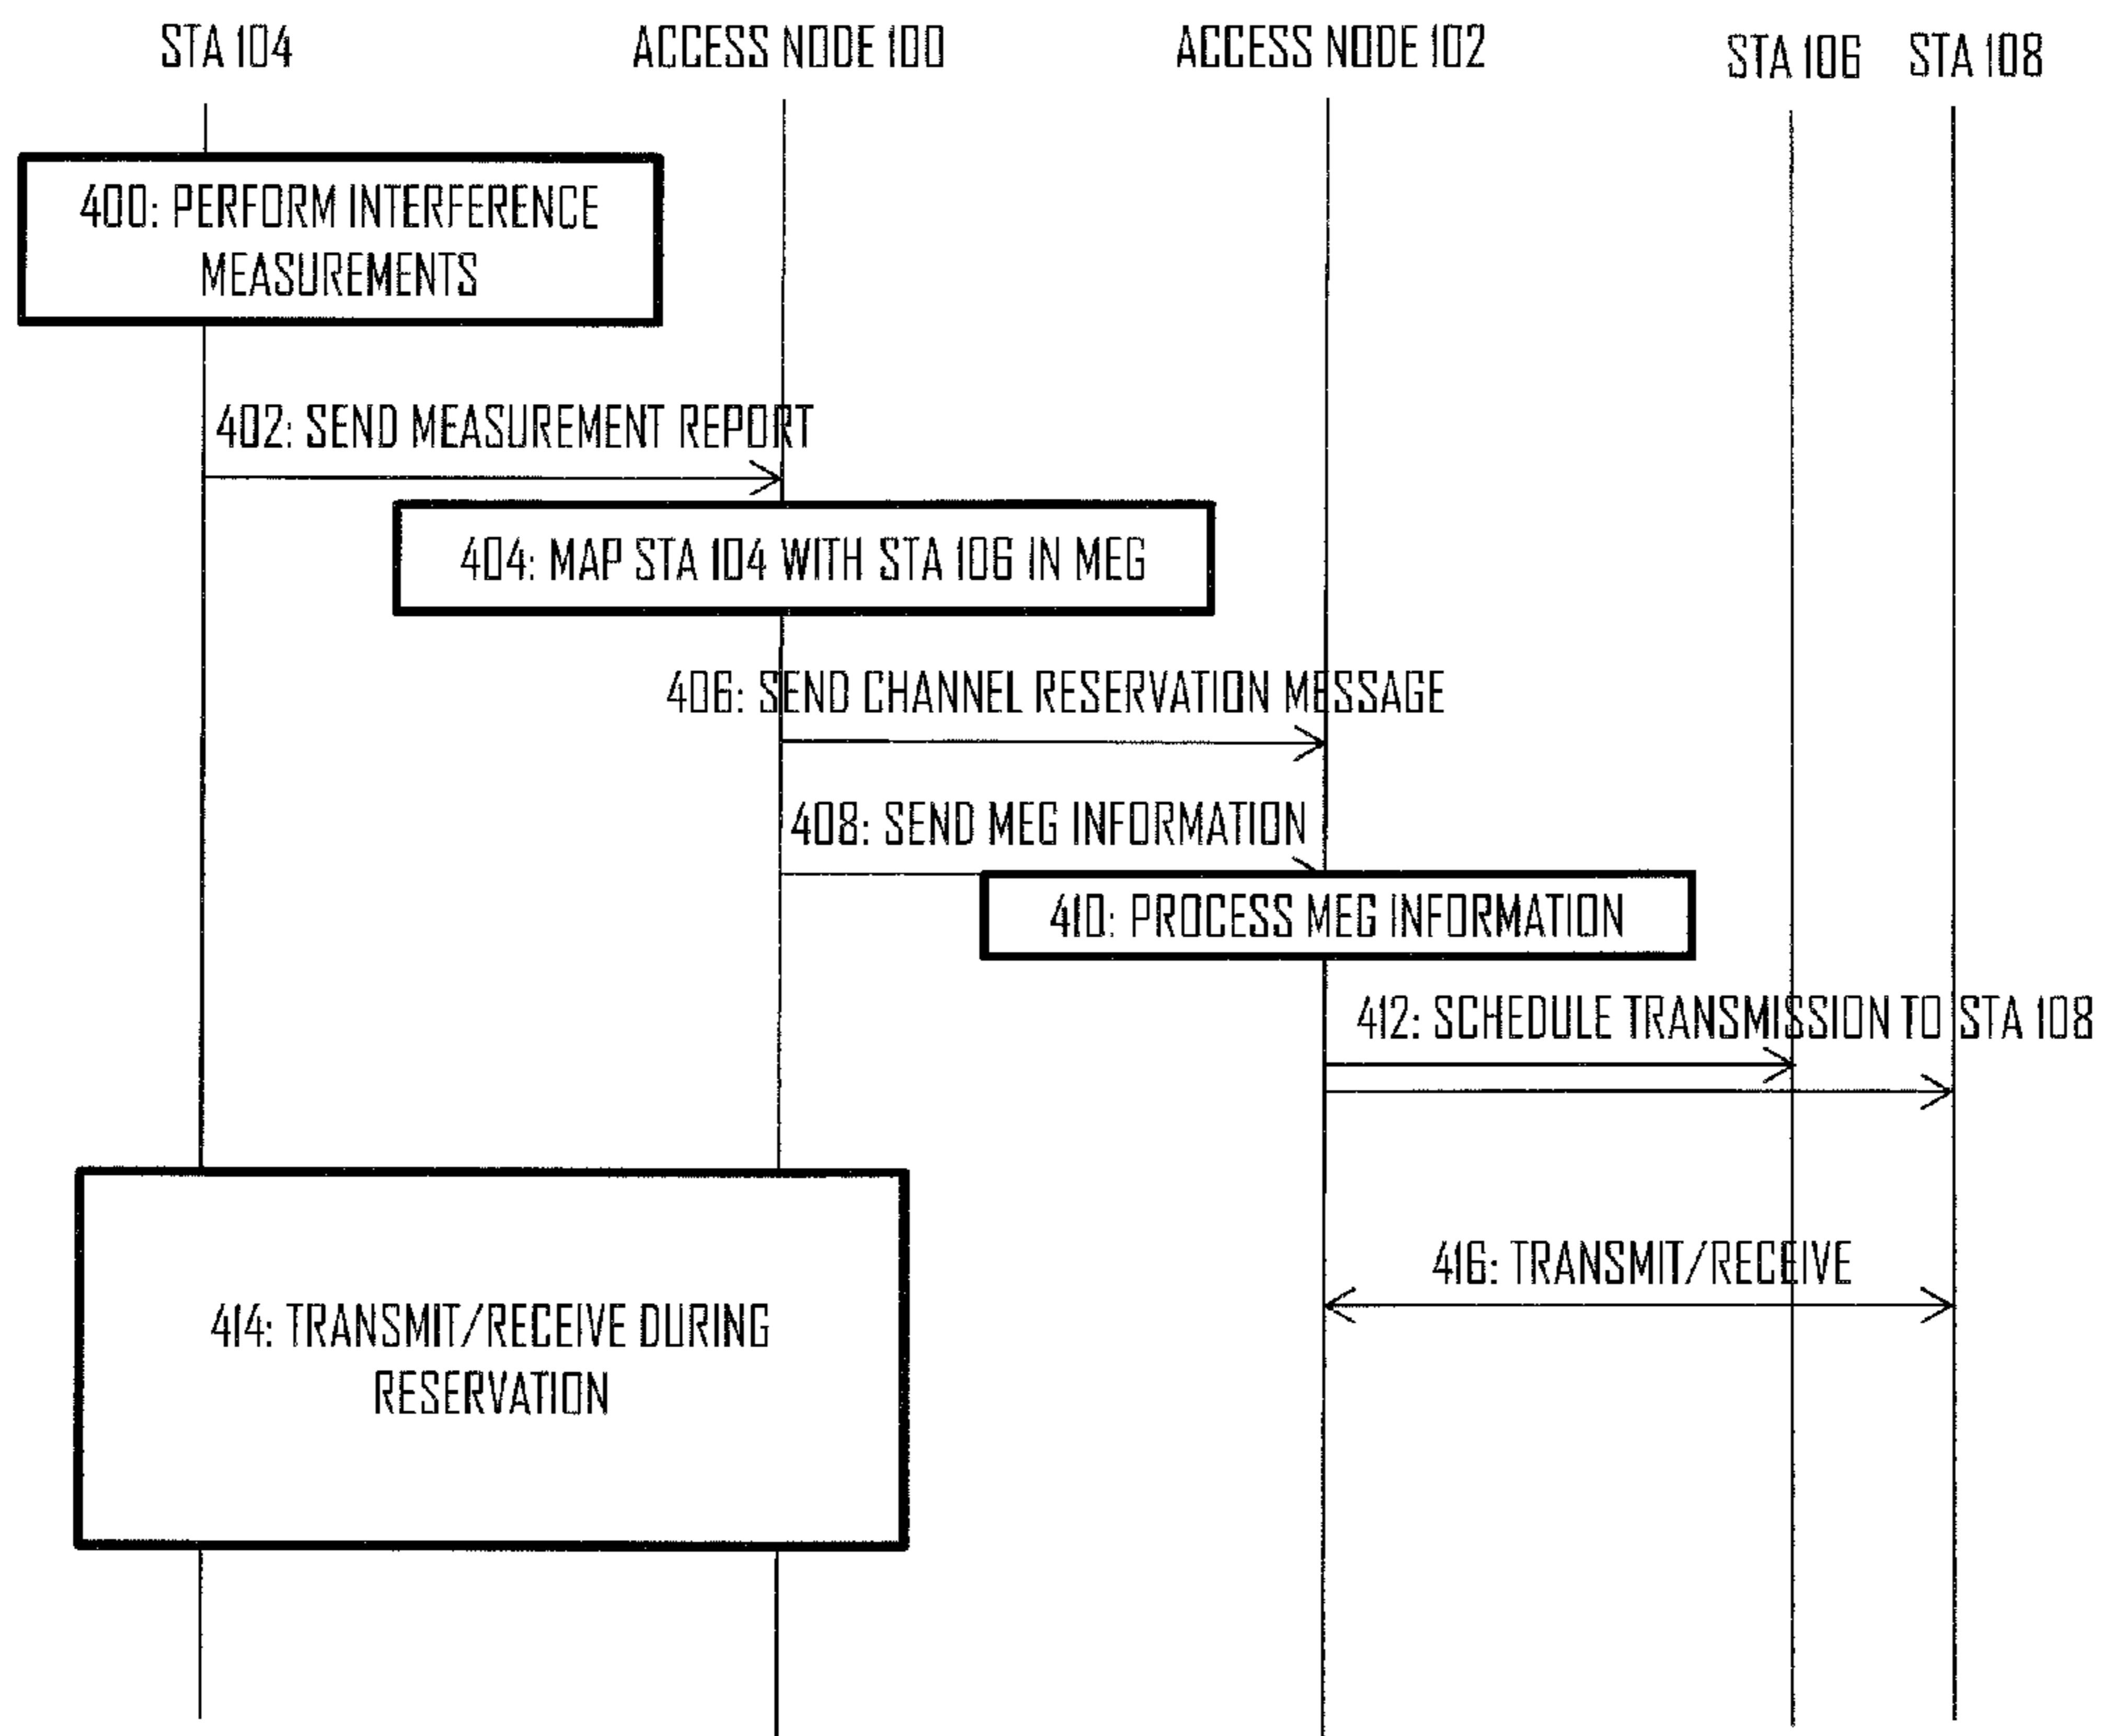 STA 104
ACCESS NODE 100
ACCESS NODE 102
STA 106
STA 108
400: PERFORM INTERFERENCE
MEASUREMENTS
402: SEND MEASUREMENT REPORT
404: MAP STA 104 WITH STA 106 IN MEG
406: SEND CHANNEL RESERVATION MESSAGE
408: SEND MEG INFORMATION
410: PROCESS MEG INFORMATION
412: SCHEDULE TRANSMISSION TO STA 108
416: TRANSMIT/RECEIVE
414: TRANSMIT/RECEIVE DURING
RESERVATION